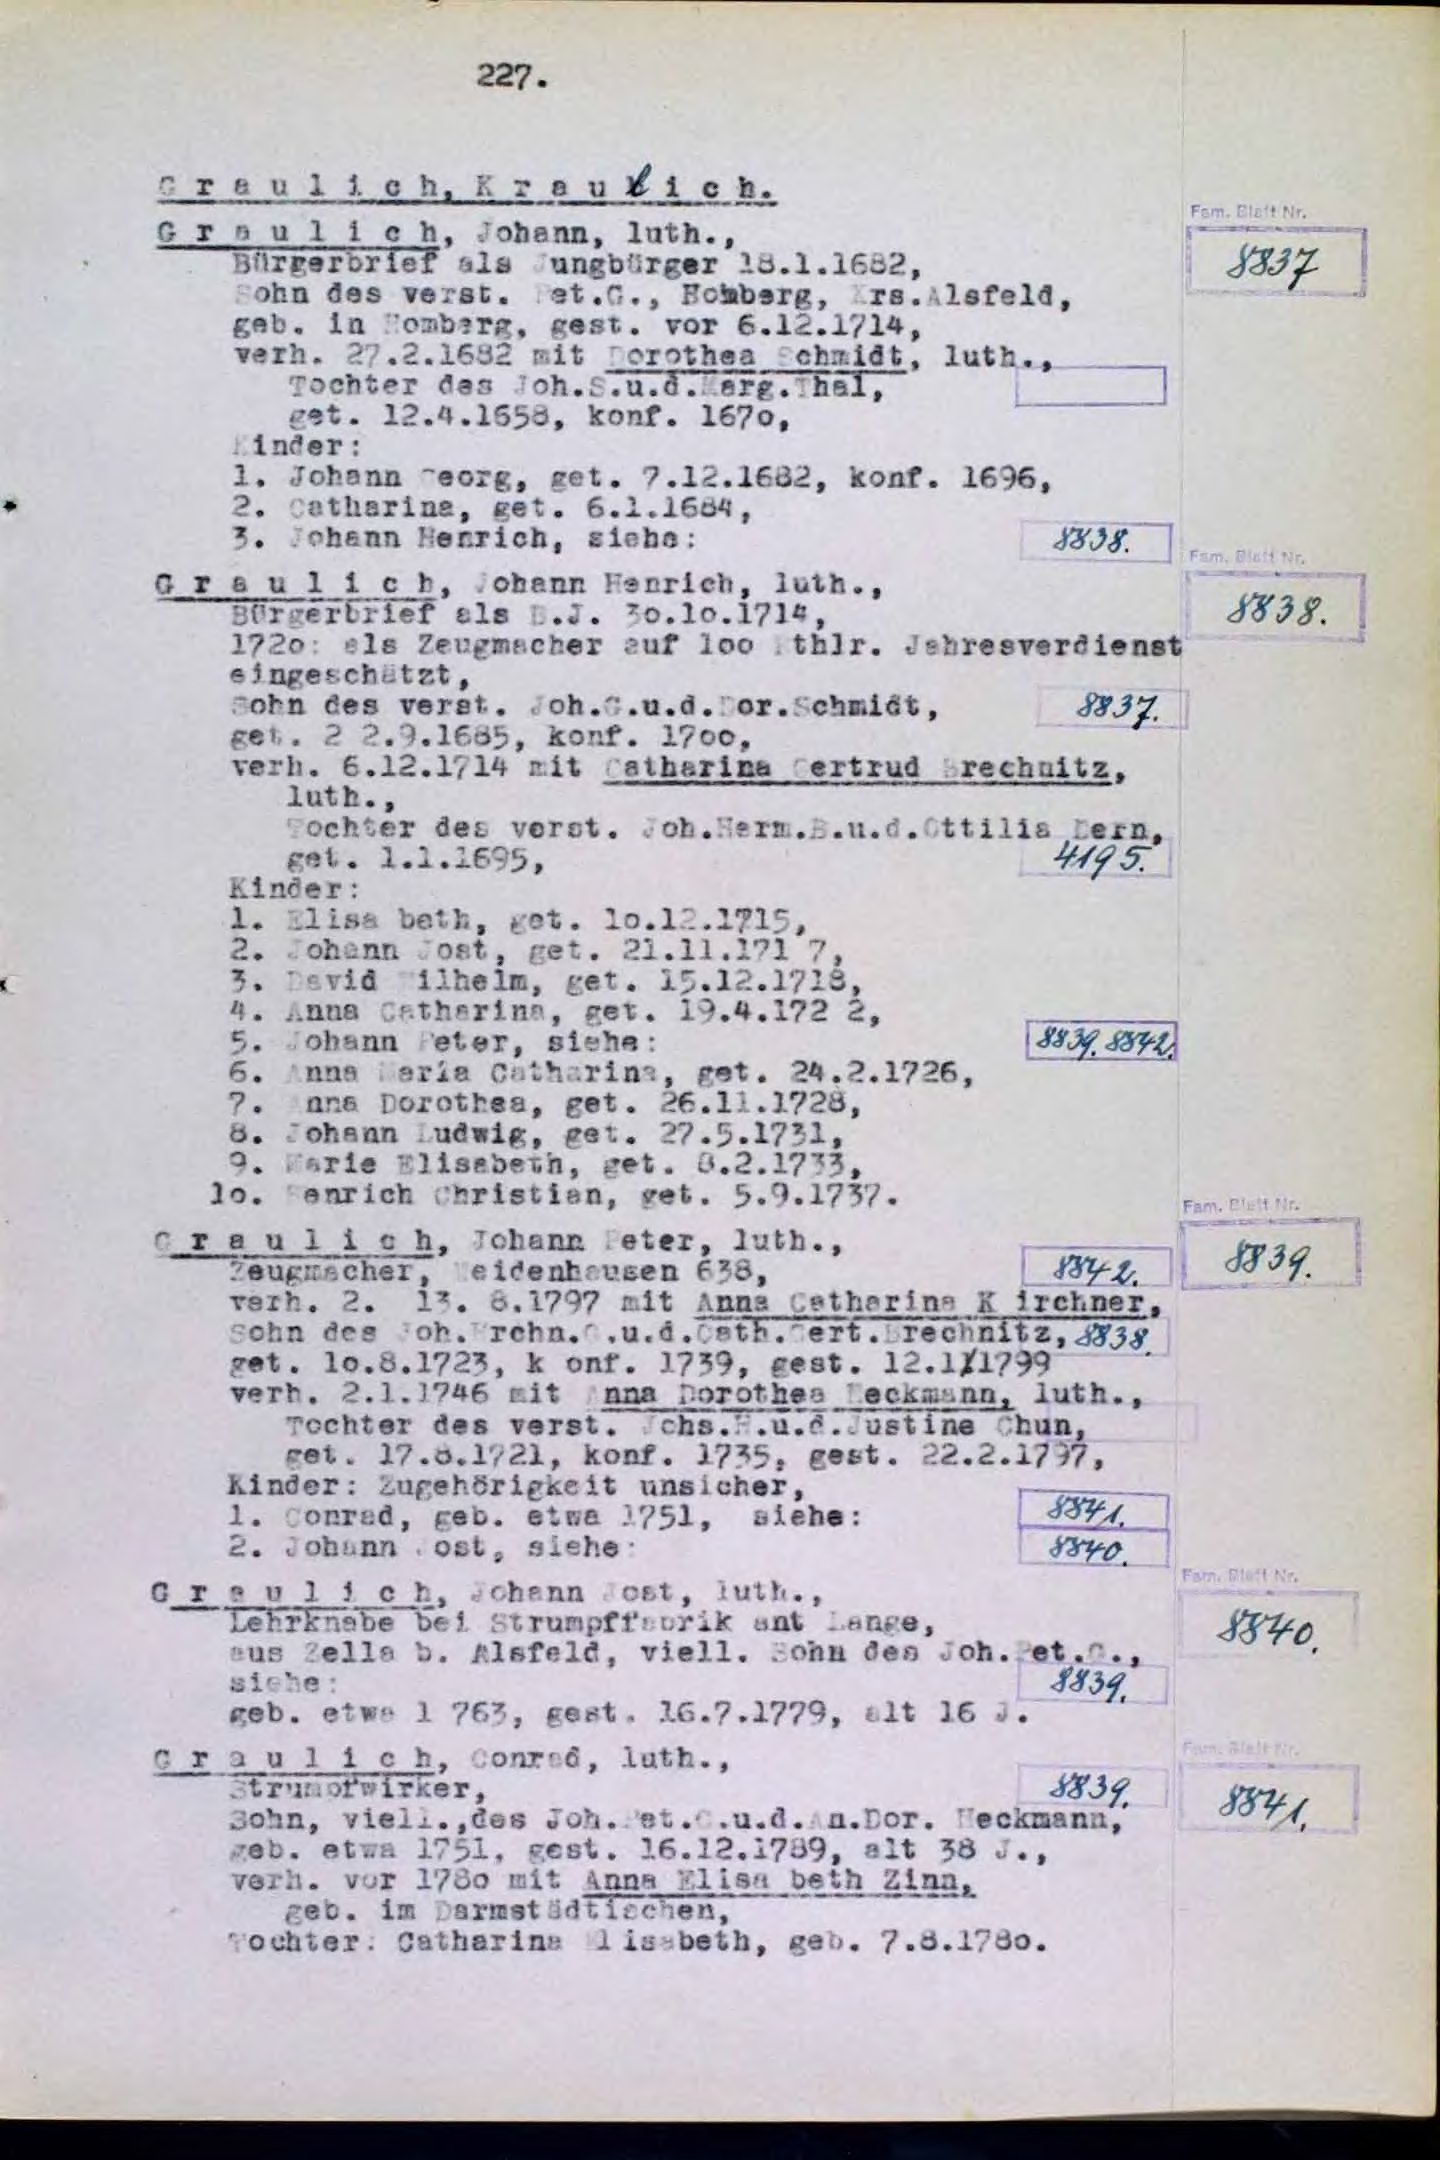 227.
Graulich, Kraulich.
Fam. Blatt Nr.
Graulich, Johann, luth.,
8837
Bürgerbrief als Jungbürger 18.1.1682,
Sohn des verst. Pet.G., Homberg, Krs.Alsfeld,
geb. in Homberg, gest. vor 6.12.1714,
verh. 27.2.1682 mit Dorothea Schmidt, luth.,
Tochter des Joh.S.u.d.Marg.Thal,
get. 12.4.1658, konf. 167o,
Kinder:
1. Johann Georg, get. 7.12.1682, konf. 1696,
2. Catharina, get. 6.1.1684,
3. Johann Henrich, siehe: 8838.
Fam. Blatt Nr.
Graulich, Johann Henrich, luth.,
8838.
Bürgerbrief als B.J. 3o.1o.1714,
172o: als Zeugmacher auf 1oo Rthlr. Jahresverdienst
eingeschätzt,
Sohn des verst. Joh.G.u.d.Dor.Schmidt, 8837.
get. 2 2.9.1685, konf. 17oo,
verh. 6.12.1714 mit Catharina Gertrud Brechnitz,
luth.,
Tochter des verst. Joh.Herm.B.u.d.Ottilia Dern,
get. 1.1.1695, 4195.
Kinder:
1. Elisa beth, get. 1o.12.1715,
2. Johann Jost, get. 21.11.171 7,
3. David Wilhelm, get. 15.12.1718,
4. Anna Catharina, get. 19.4.172 2,
5. Johann Peter, siehe: 8839. 8842.
6. Anna Maria Catharina, get. 24.2.1726,
7. Anna Dorothea, get. 26.11.1728,
8. Johann Ludwig, get. 27.5.1731,
9. Marie Elisabeth, get. 8.2.1733,
1o. Henrich Christian, get. 5.9.1737.
Fam. Blatt Nr.
Graulich, Johann Peter, luth.,
8839.
Zeugmacher, Weidenhausen 638, 8842.
verh. 2. 13. 8.1797 mit Anna Catharina K irchner,
Sohn des Joh.Hrchn.G.u.d.Cath.Gert.Brechnitz, 8838.
get. 1o.8.1723, k onf. 1739, gest. 12.1/1799
verh. 2.1.1746 mit Anna Dorothea Heckmann, luth.,
Tochter des verst. Johs.H.u.d.Justine Chun,
get. 17.8.1721, konf. 1735, gest. 22.2.1797,
Kinder: Zugehörigkeit unsicher,
1. Conrad, geb. etwa 1751, siehe: 8841.
2. Johann Jost, siehe: 8840.
Fam. Blatt Nr.
Graulich, Johann Jost, luth.,
8840.
Lehrknabe bei Strumpffabrik ant Lange,
aus Zella b. Alsfeld, viell. Sohn des Joh.Pet.G.,
siehe: 8839.
geb. etwa 1 763, gest. 16.7.1779, alt 16 J.
Fam. Blatt Nr.
Graulich, Conrad, luth.,
8841.
Strumpfwirker, 8839.
Sohn, viell.,des Joh.Pet.G.u.d.An.Dor. Heckmann,
geb. etwa 1751, gest. 16.12.1789, alt 38 J.,
verh. vor 178o mit Anna Elisa beth Zinn,
geb. im Darmstädtischen,
Tochter: Catharina Elisabeth, geb. 7.8.178o.